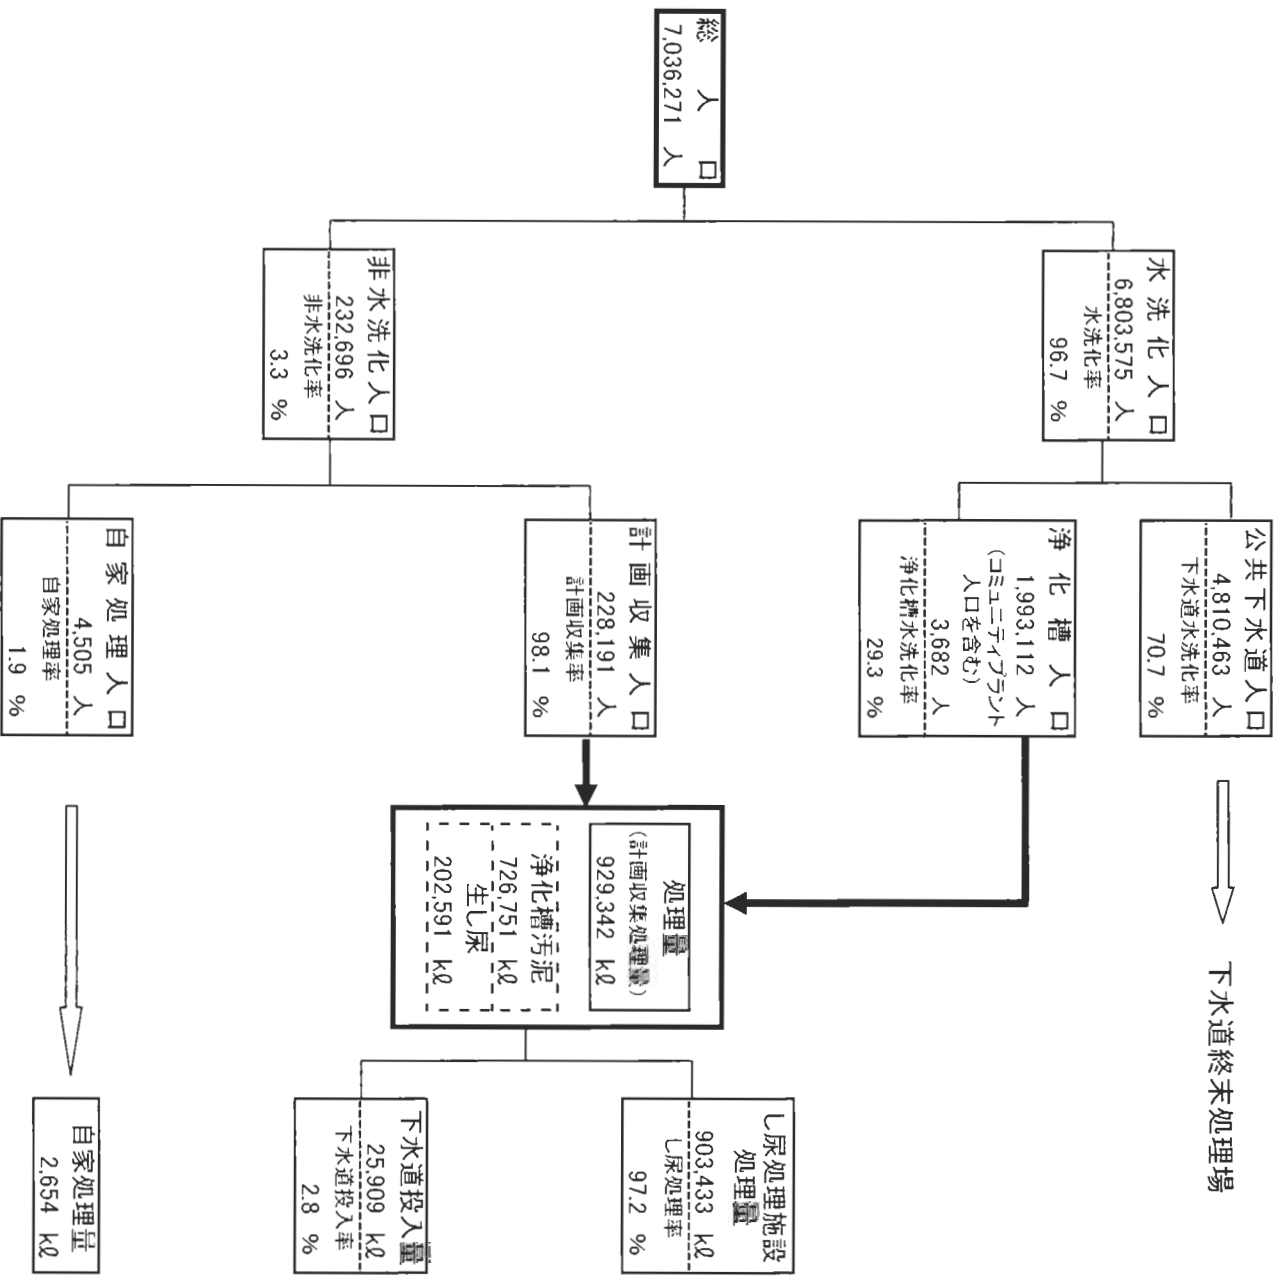 総人口
7,036,271 人
水洗化人口
6,803,575 人
水洗化率
96.7 %
非水洗化人口
232,696 人
非水洗化率
3.3 %
公共下水道人口
4,810,463 人
下水道水洗化率
70.7 %
浄化槽人口
1,993,112 人
(コミュニティプラント
人口を含む)
3,682 人
浄化槽水洗化率
29.3 %
計画収集人口
228,191 人
計画収集率
98.1 %
自家処理人口
4,505 人
自家処理率
1.9 %
下水道終末処理場
処理量
(計画収集処理量)
929,342 kℓ
浄化槽汚泥
726,751 kℓ
生し尿
202,591 kℓ
し尿処理施設
処理量
903,433 kℓ
し尿処理率
97.2 %
下水道投入量
25,909 kℓ
下水道投入率
2.8 %
自家処理量
2,654 kℓ